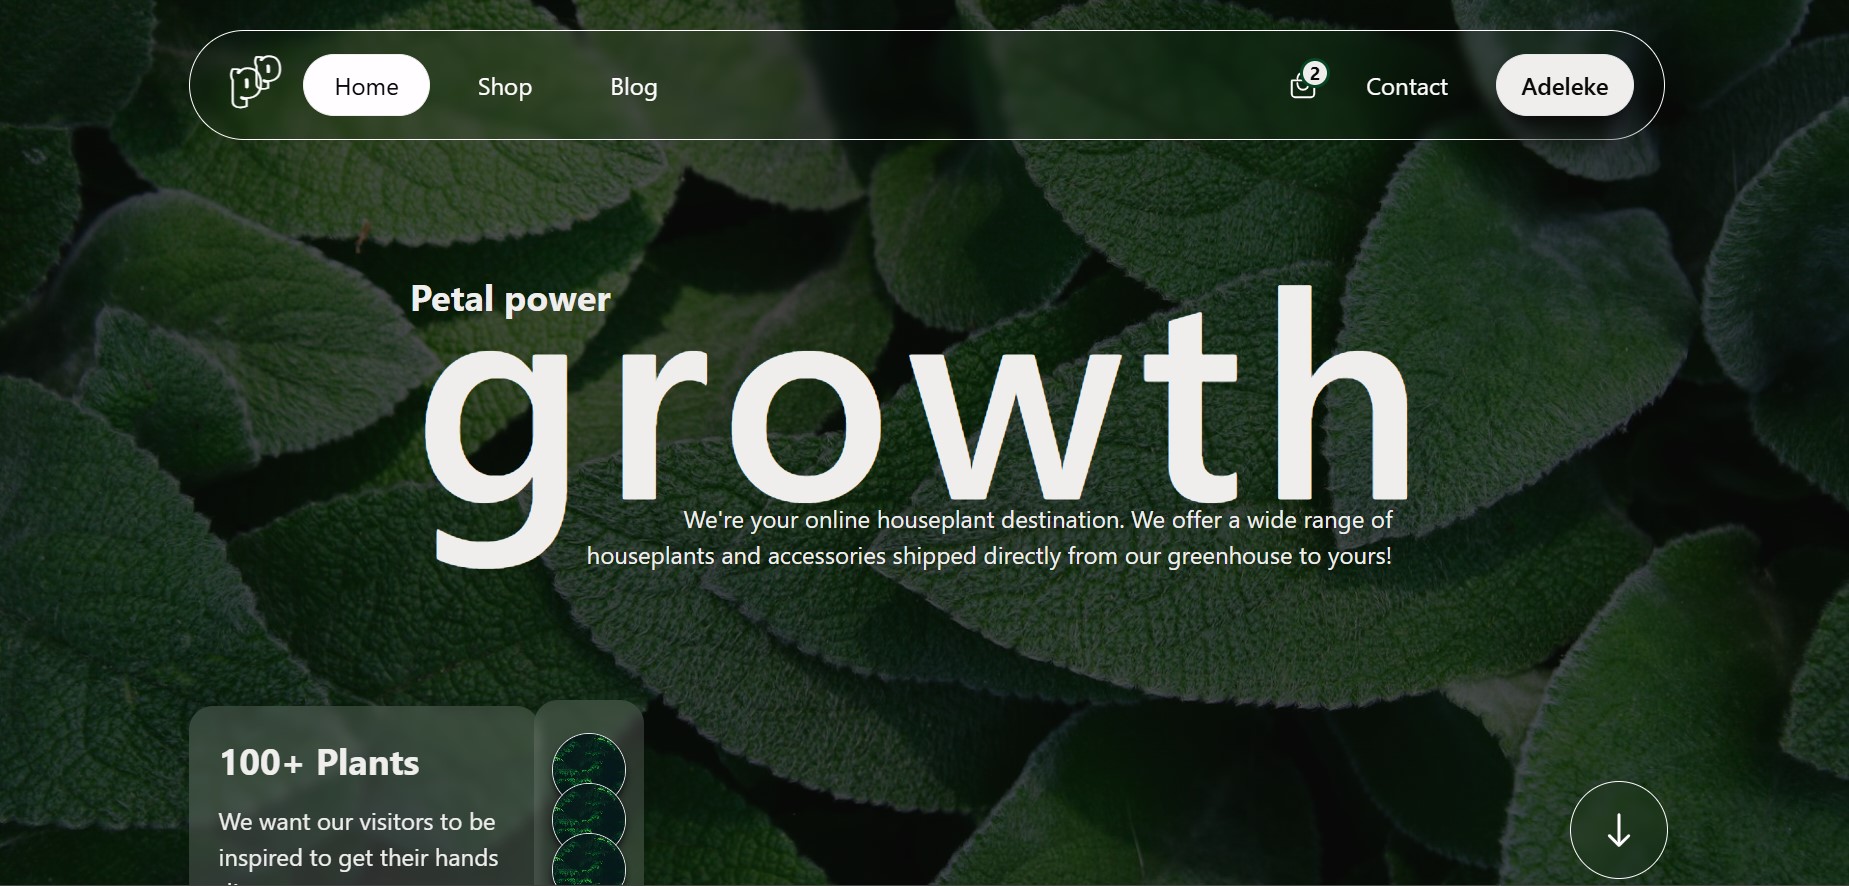 pp
Home
Shop
Blog
2
Contact
Adeleke
Petal power
growth
We're your online houseplant destination. We offer a wide range of
houseplants and accessories shipped directly from our greenhouse to yours!
100+ Plants
We want our visitors to be
inspired to get their hands